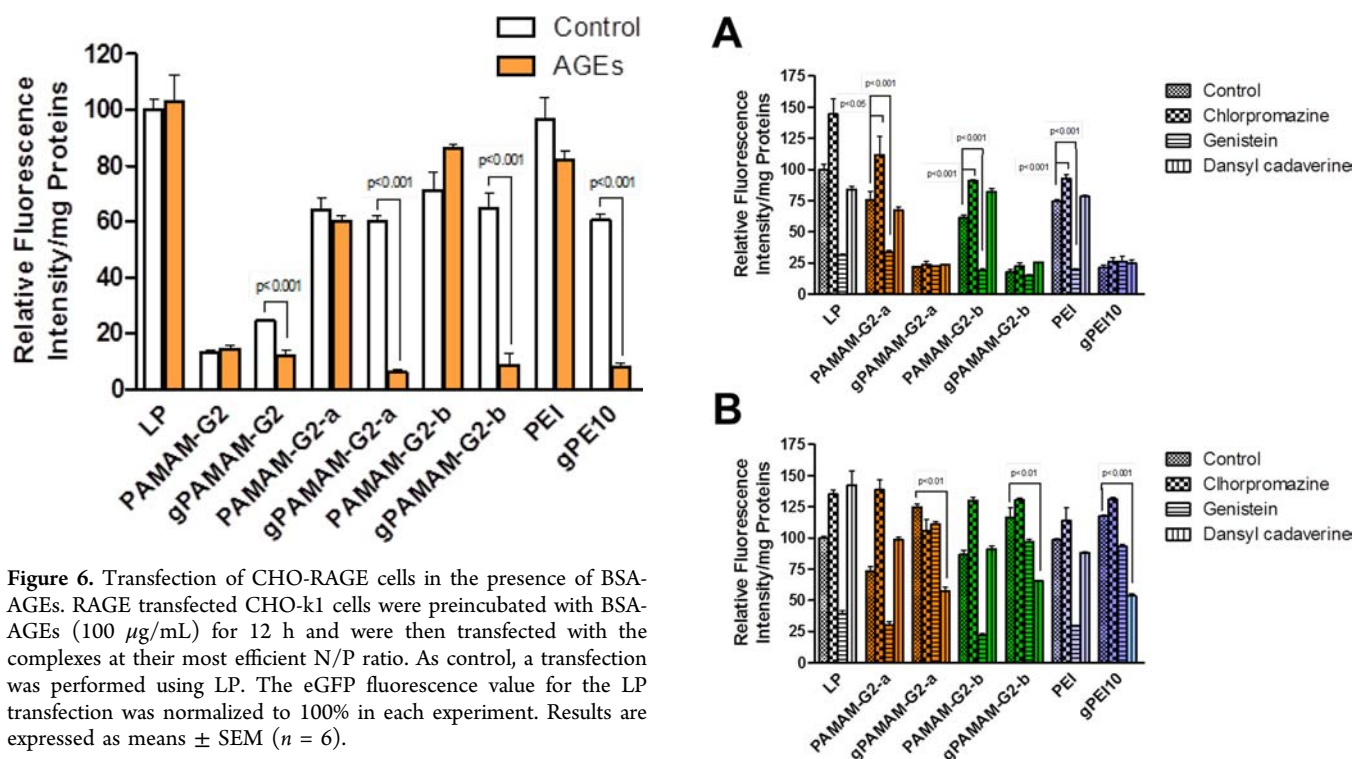 Control
AGEs
Relative Fluorescence
Intensity/mg Proteins
120
100
80
60
40
20
0
p<0.001
p<0.001
p<0.001
p<0.001
LP
PAMAM-G2
gPAMAM-G2
PAMAM-G2-a
gPAMAM-G2-a
PAMAM-G2-b
gPAMAM-G2-b
PEI
gPE10
Figure 6. Transfection of CHO-RAGE cells in the presence of BSA-
AGEs. RAGE transfected CHO-k1 cells were preincubated with BSA-
AGEs (100 μg/mL) for 12 h and were then transfected with the
complexes at their most efficient N/P ratio. As control, a transfection
was performed using LP. The eGFP fluorescence value for the LP
transfection was normalized to 100% in each experiment. Results are
expressed as means ± SEM (n = 6).
A
Relative Fluorescence
Intensity/mg Proteins
175
150
125
100
75
50
25
0
p<0.001
p<0.05
p<0.001
p<0.001
p<0.001
p<0.001
LP
PAMAM-G2-a
gPAMAM-G2-a
PAMAM-G2-b
gPAMAM-G2-b
PEI
gPEI10
Control
Chlorpromazine
Genistein
Dansyl cadaverine
B
Relative Fluorescence
Intensity/mg Proteins
175
150
125
100
75
50
25
0
p<0.01
p<0.01
p<0.001
LP
PAMAM-G2-a
gPAMAM-G2-a
PAMAM-G2-b
gPAMAM-G2-b
PEI
gPEI10
Control
Clhorpromazine
Genistein
Dansyl cadaverine